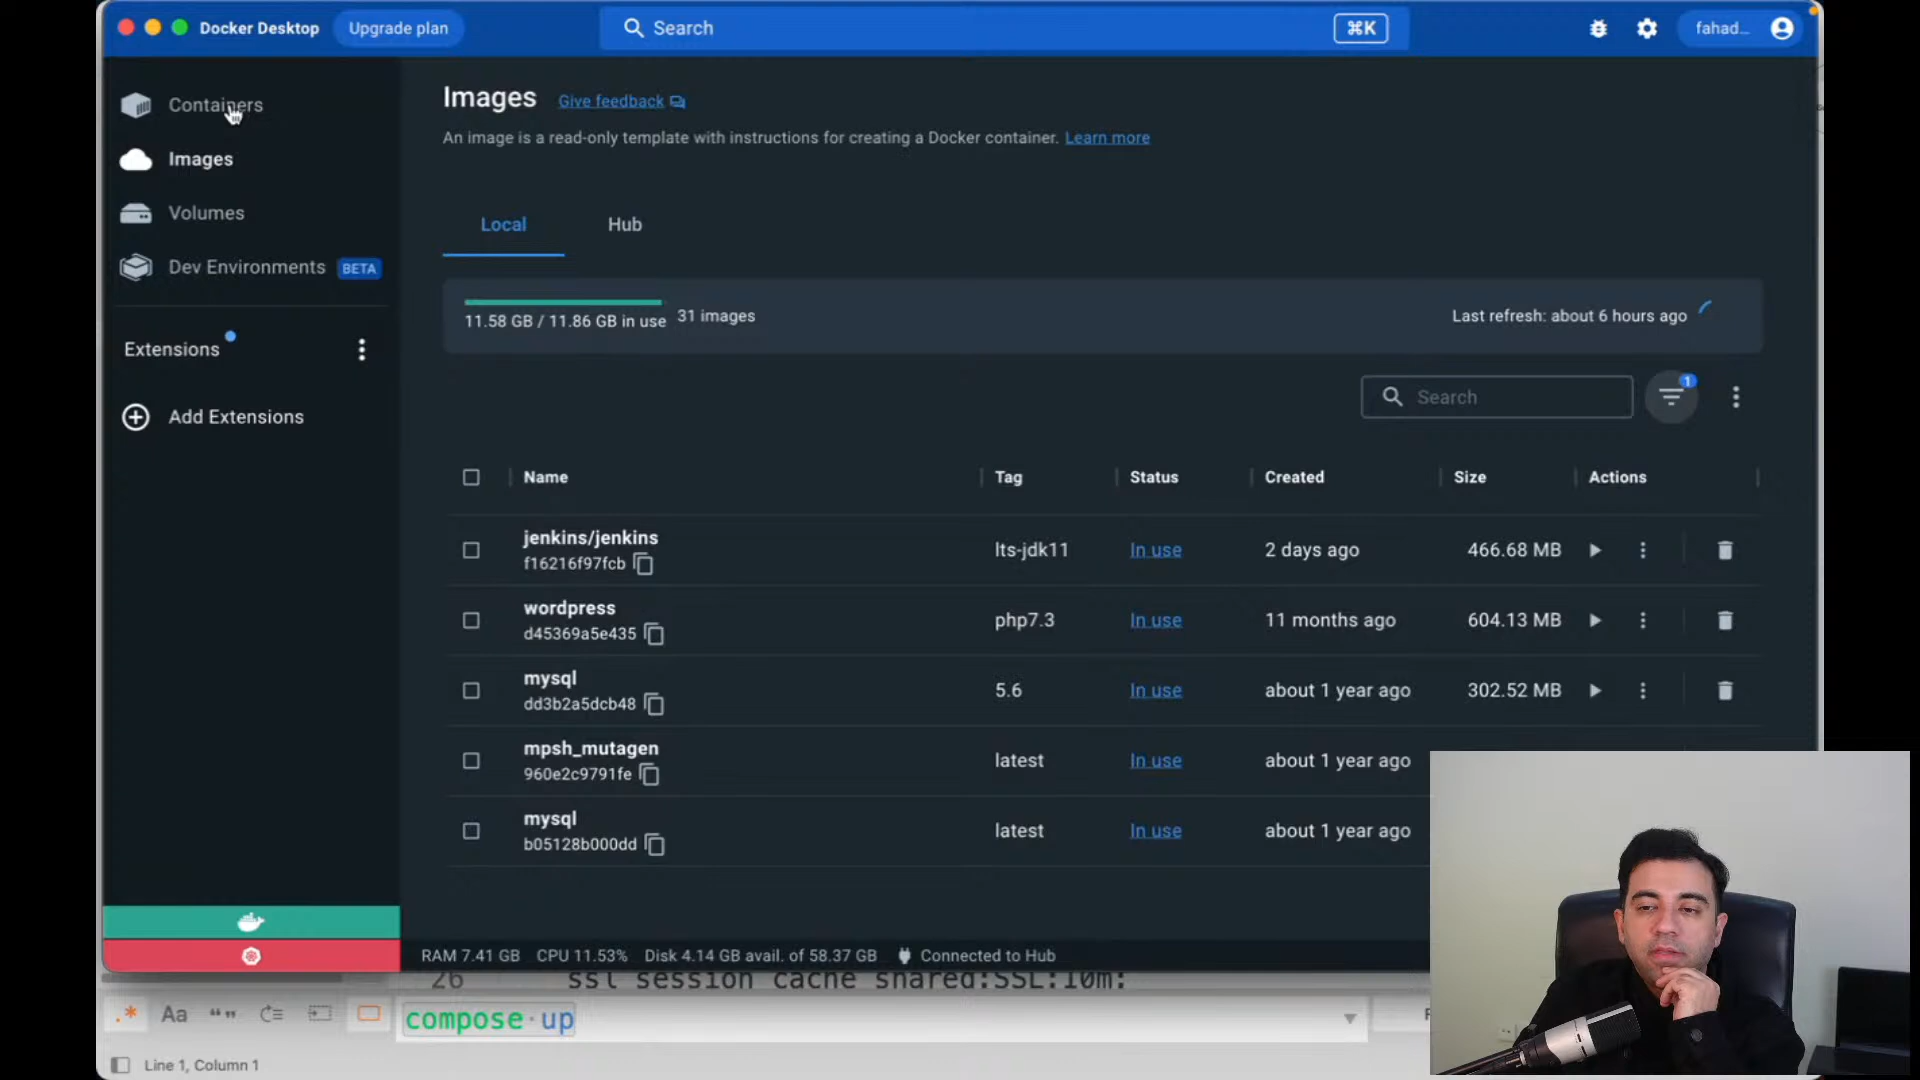 Docker Desktop
Upgrade plan
Search
⌘K
fahad...
Containers
Images
Volumes
Dev Environments BETA
Extensions
Add Extensions
Images Give feedback
An image is a read-only template with instructions for creating a Docker container. Learn more
Local Hub
11.58 GB / 11.86 GB in use 31 images
Last refresh: about 6 hours ago
Search
1
Name Tag Status Created Size Actions
jenkins/jenkins
f16216f97fcb
lts-jdk11 In use 2 days ago 466.68 MB
wordpress
d45369a5e435
php7.3 In use 11 months ago 604.13 MB
mysql
dd3b2a5dcb48
5.6 In use about 1 year ago 302.52 MB
mpsh_mutagen
960e2c9791fe
latest In use about 1 year ago
mysql
b05128b000dd
latest In use about 1 year ago
RAM 7.41 GB CPU 11.53% Disk 4.14 GB avail. of 58.37 GB Connected to Hub
26 ssl session cache shared:SSL:10m:
.* Aa “”
compose up
Line 1, Column 1